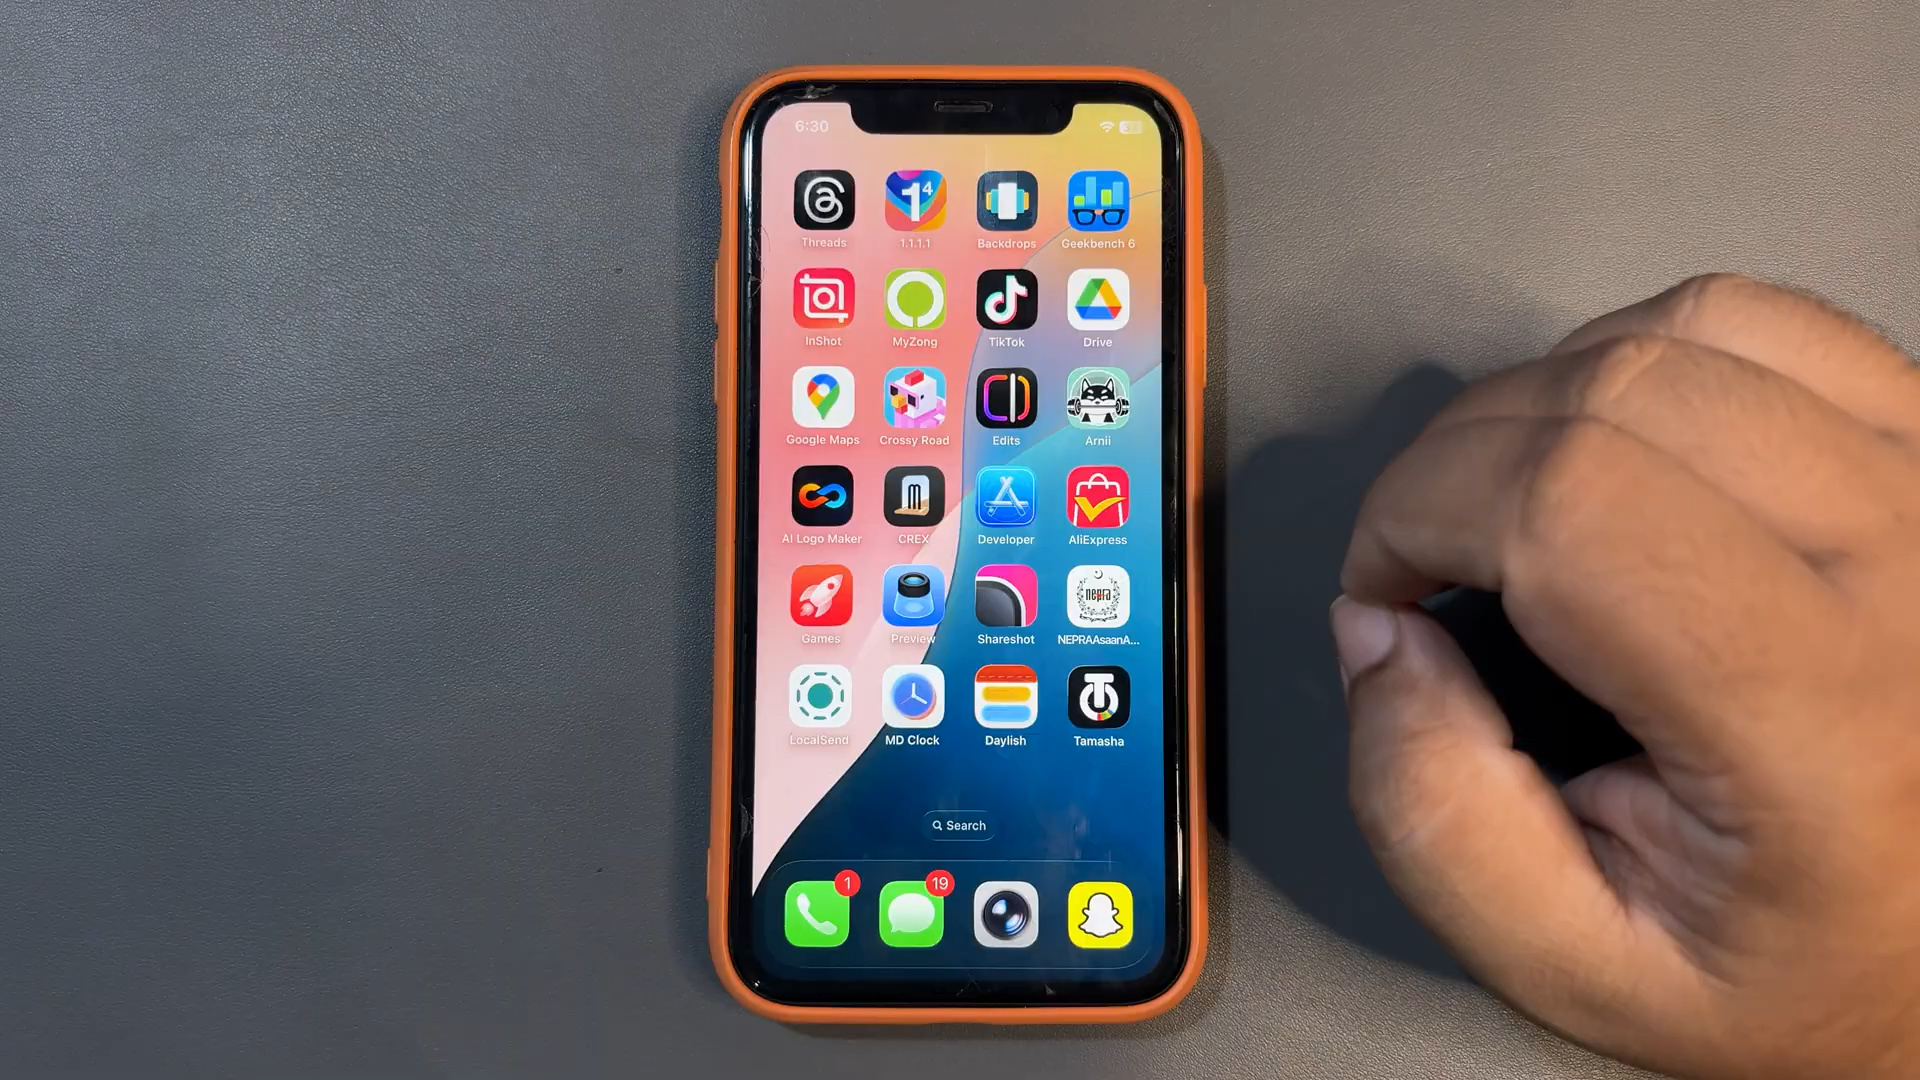 6:30
Threads 1.1.1.1 Backdrops Geekbench 6
InShot MyZong TikTok Drive
Google Maps Crossy Road Edits Arnii
AI Logo Maker CREX Developer AliExpress
nepra
Games Preview Shareshot NEPRAAsaanA...
LocalSend MD Clock Daylish Tamasha
Search
1 19